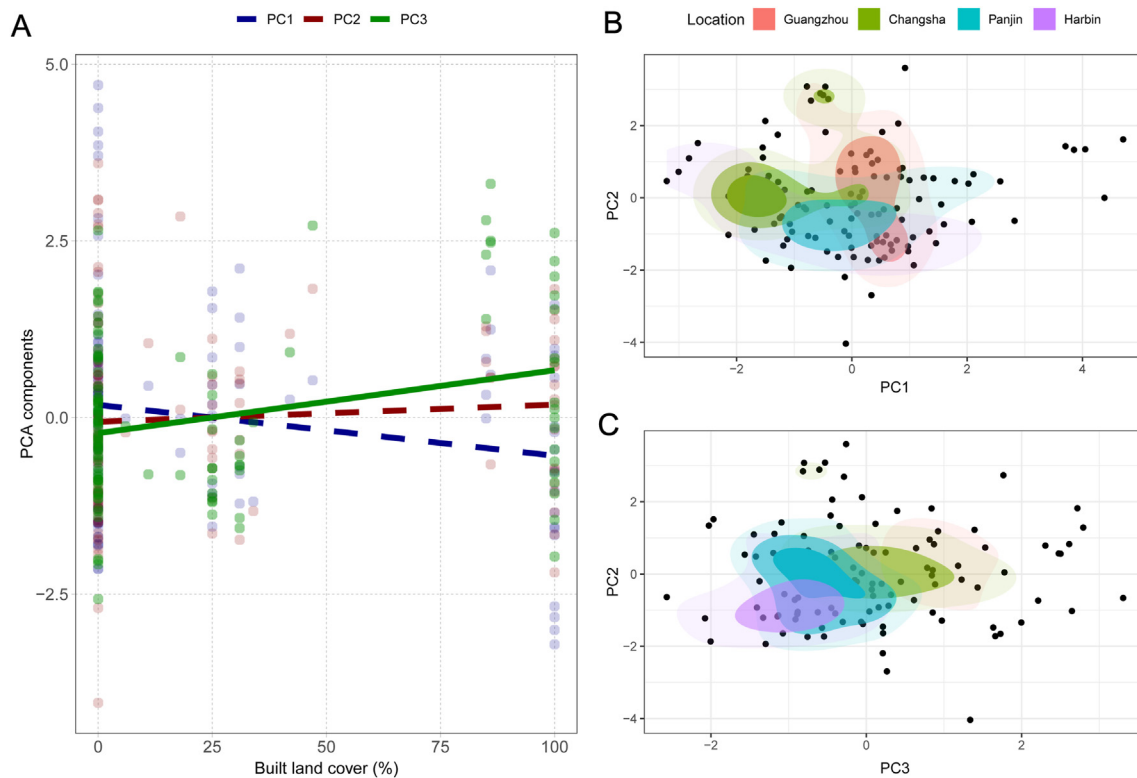 A
PC1 PC2 PC3
5.0
2.5
0.0
−2.5
PCA components
0 25 50 75 100
Built land cover (%)
B
Location Guangzhou Changsha Panjin Harbin
2
0
−2
−4
PC2
−2 0 2 4
PC1
C
2
0
−2
−4
PC2
−2 0 2
PC3